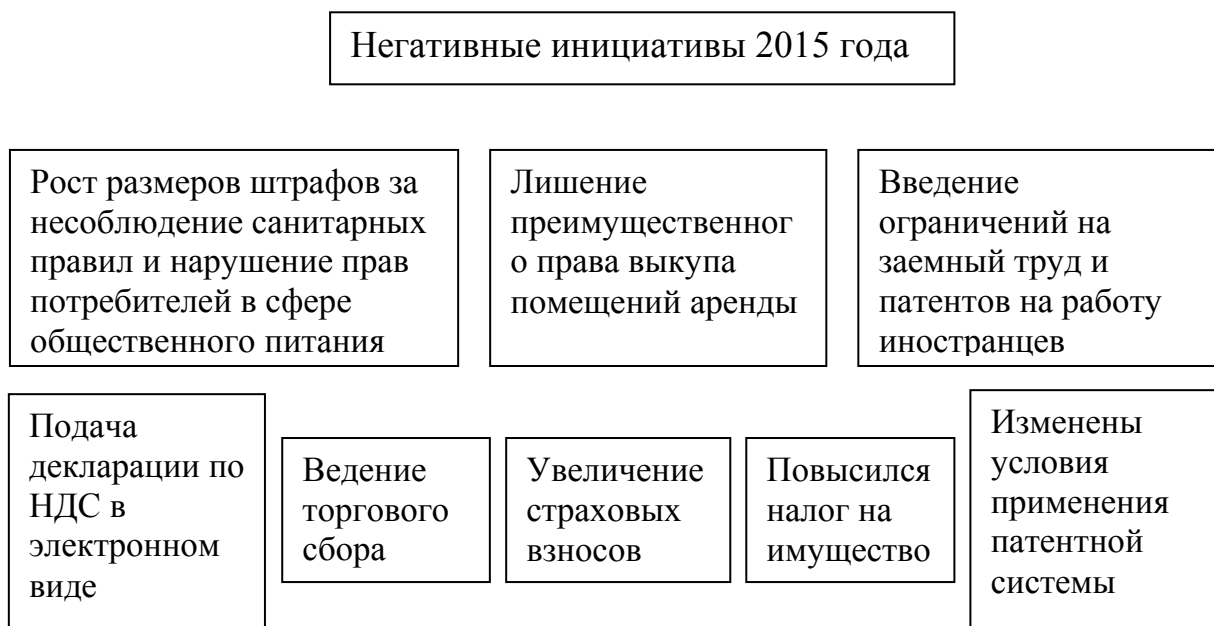 Негативные инициативы 2015 года
Рост размеров штрафов за
несоблюдение санитарных
правил и нарушение прав
потребителей в сфере
общественного питания
Лишение
преимущественног
о права выкупа
помещений аренды
Введение
ограничений на
заемный труд и
патентов на работу
иностранцев
Подача
декларации по
НДС в
электронном
виде
Ведение
торгового
сбора
Увеличение
страховых
взносов
Повысился
налог на
имущество
Изменены
условия
применения
патентной
системы